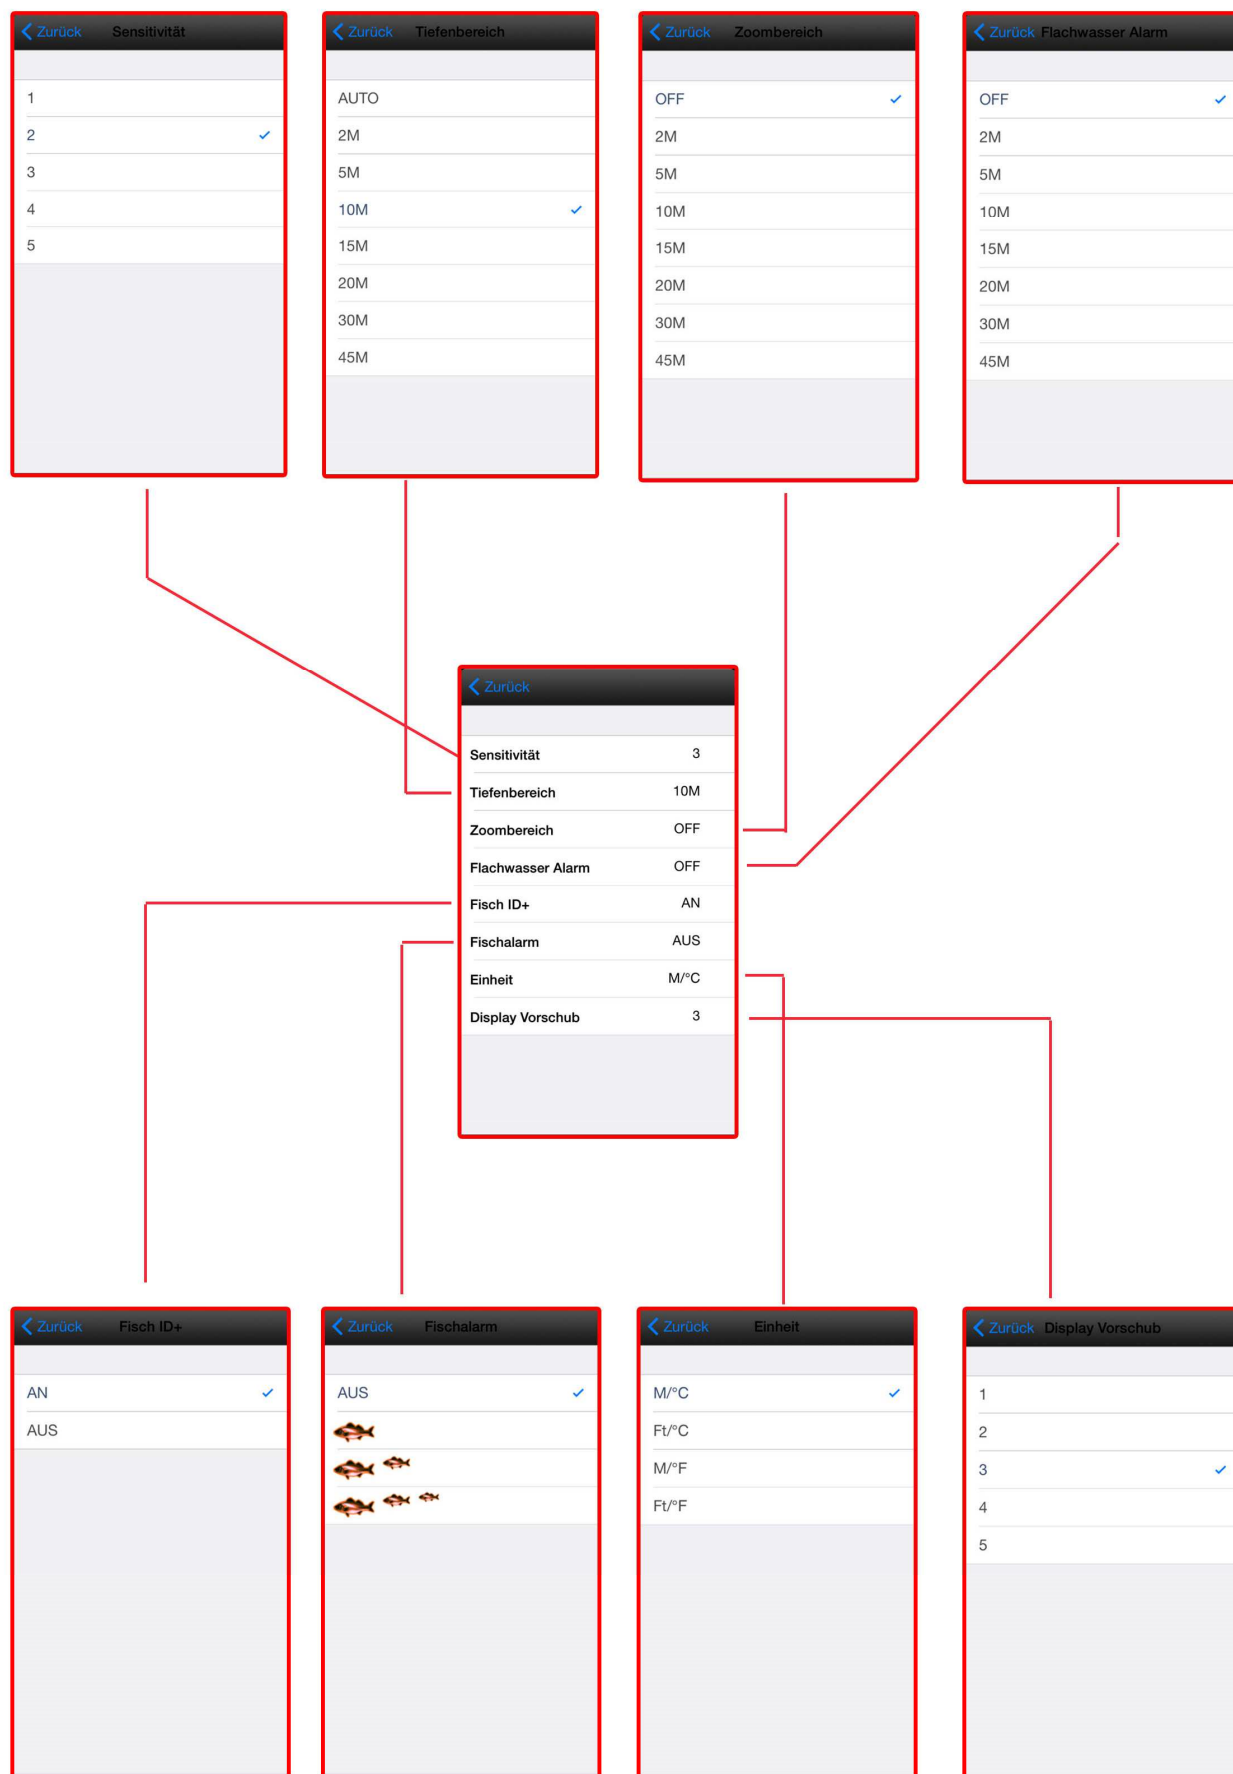 Zurück Sensitivität
1
2
3
4
5
Zurück Tiefenbereich
AUTO
2M
5M
10M
15M
20M
30M
45M
Zurück Zoombereich
OFF
2M
5M
10M
15M
20M
30M
45M
Zurück Flachwasser Alarm
OFF
2M
5M
10M
15M
20M
30M
45M
Zurück
Sensitivität 3
Tiefenbereich 10M
Zoombereich OFF
Flachwasser Alarm OFF
Fisch ID+ AN
Fischalarm AUS
Einheit M/°C
Display Vorschub 3
Zurück Fisch ID+
AN
AUS
Zurück Fischalarm
AUS
Zurück Einheit
M/°C
Ft/°C
M/°F
Ft/°F
Zurück Display Vorschub
1
2
3
4
5